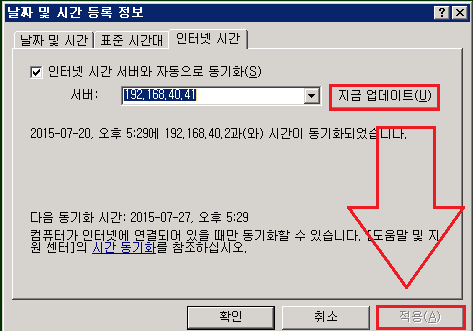 날짜 및 시간 등록 정보
날짜 및 시간 표준 시간대 인터넷 시간
인터넷 시간 서버와 자동으로 동기화(S)
서버: 192.168.40.41 지금 업데이트(U)
2015-07-20, 오후 5:29에 192.168.40.2과(와) 시간이 동기화되었습니다.
다음 동기화 시간: 2015-07-27, 오후 5:29
컴퓨터가 인터넷에 연결되어 있을 때만 동기화할 수 있습니다. [도움말 및 지
원 센터]의 시간 동기화를 참조하십시오.
확인 취소 적용(A)